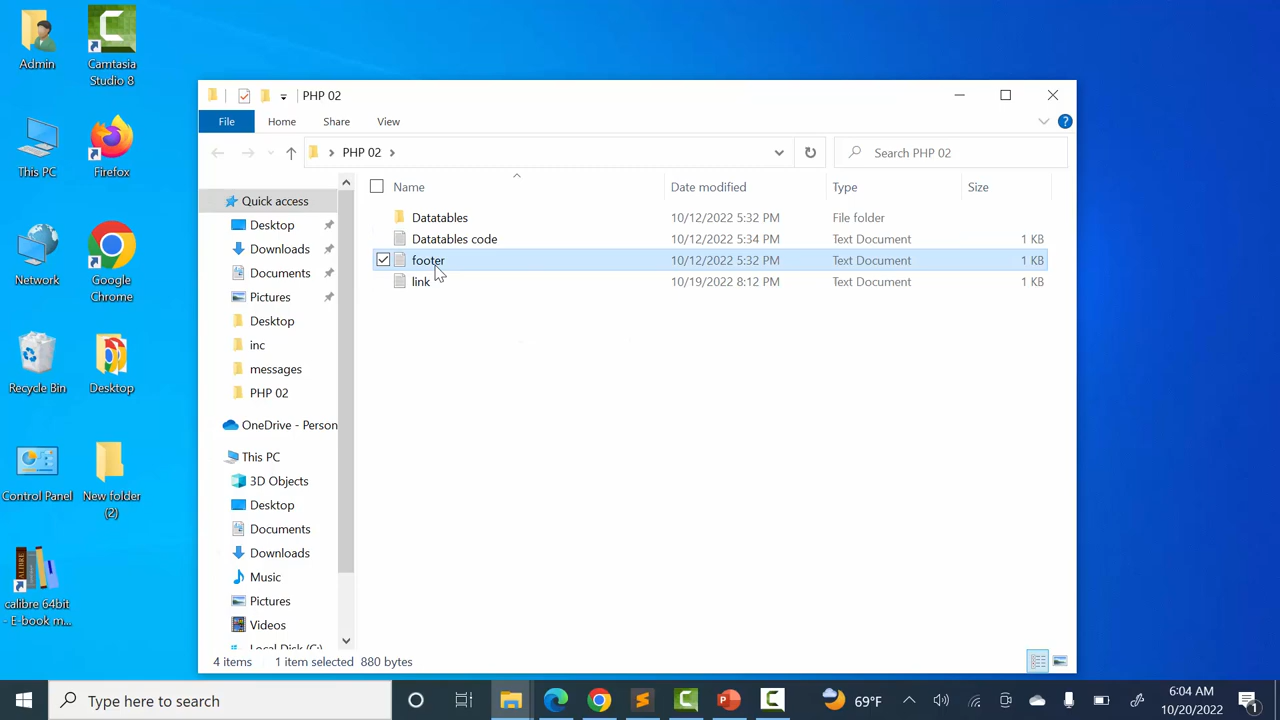 Admin
Camtasia
Studio 8
This PC
Firefox
Network
Google
Chrome
Recycle Bin
Desktop
Control Panel
New folder
(2)
calibre 64bit
- E-book m...
PHP 02
File
Home
Share
View
PHP 02
Search PHP 02
Name
Date modified
Type
Size
Quick access
Desktop
Downloads
Documents
Pictures
Desktop
inc
messages
PHP 02
OneDrive - Person
This PC
3D Objects
Desktop
Documents
Downloads
Music
Pictures
Videos
Local Disk (C:)
Datatables 10/12/2022 5:32 PM File folder
Datatables code 10/12/2022 5:34 PM Text Document 1 KB
footer 10/12/2022 5:32 PM Text Document 1 KB
link 10/19/2022 8:12 PM Text Document 1 KB
4 items 1 item selected 880 bytes
Type here to search
69°F
6:04 AM
10/20/2022
1